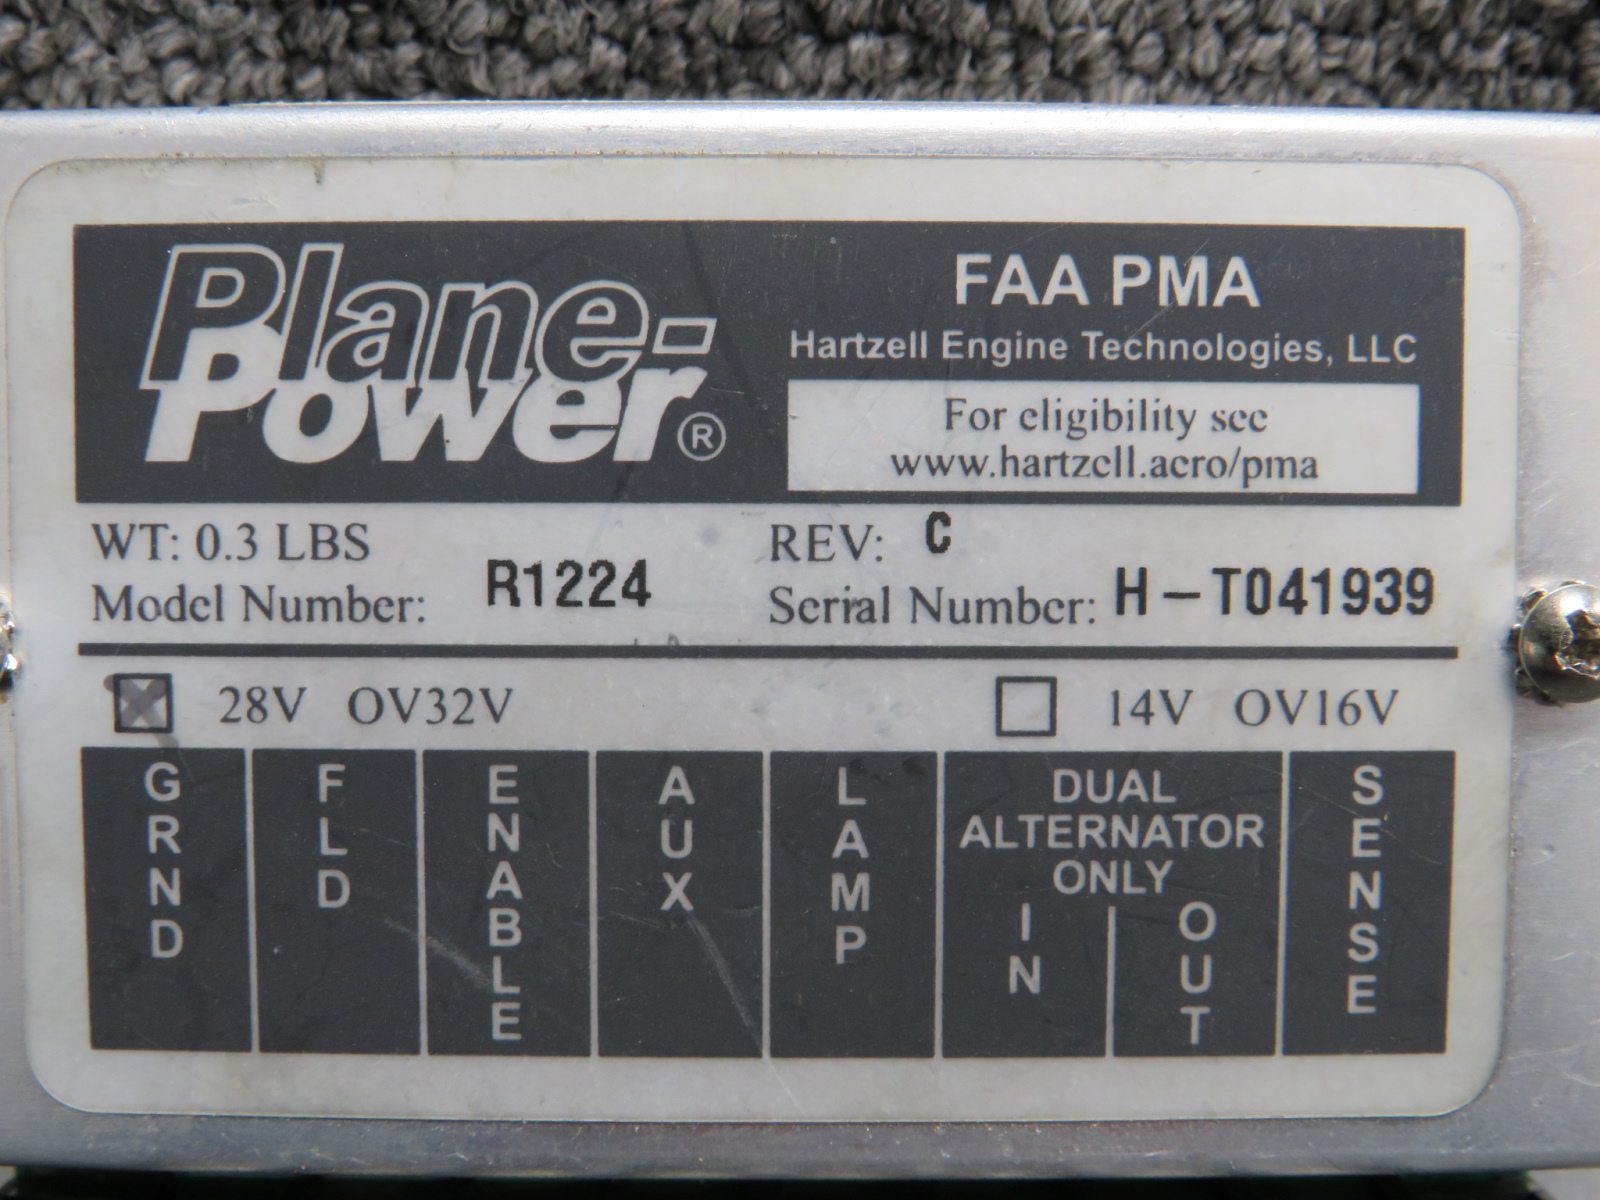 Plane-
Power®
FAA PMA
Hartzell Engine Technologies, LLC
For eligibility see
www.hartzell.aero/pma
WT: 0.3 LBS
REV: C
Model Number: R1224
Serial Number: H-T041939
28V OV32V
14V OV16V
GRND
FLD
ENABLE
AUX
LAMP
DUAL
ALTERNATOR
ONLY
IN
OUT
SENSE